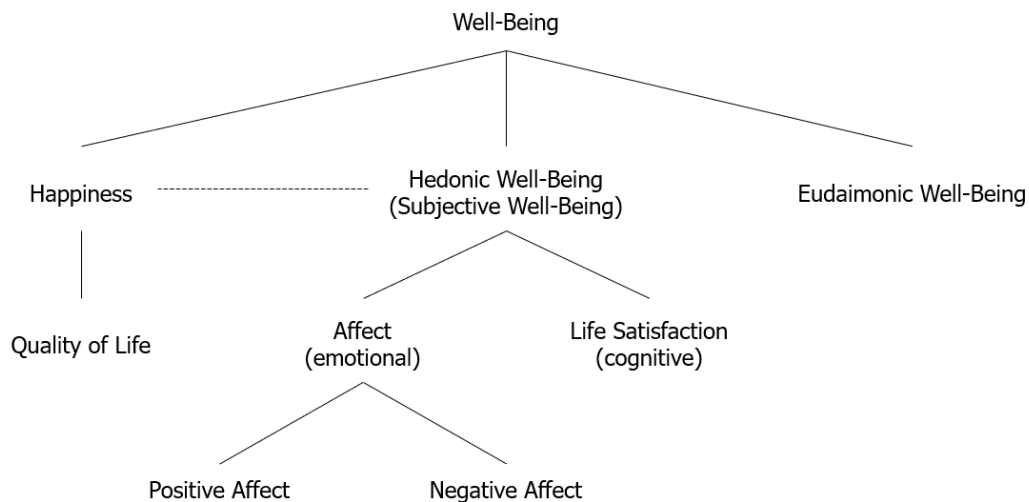 Well-Being
Happiness
Hedonic Well-Being
(Subjective Well-Being)
Eudaimonic Well-Being
Quality of Life
Affect
(emotional)
Life Satisfaction
(cognitive)
Positive Affect
Negative Affect